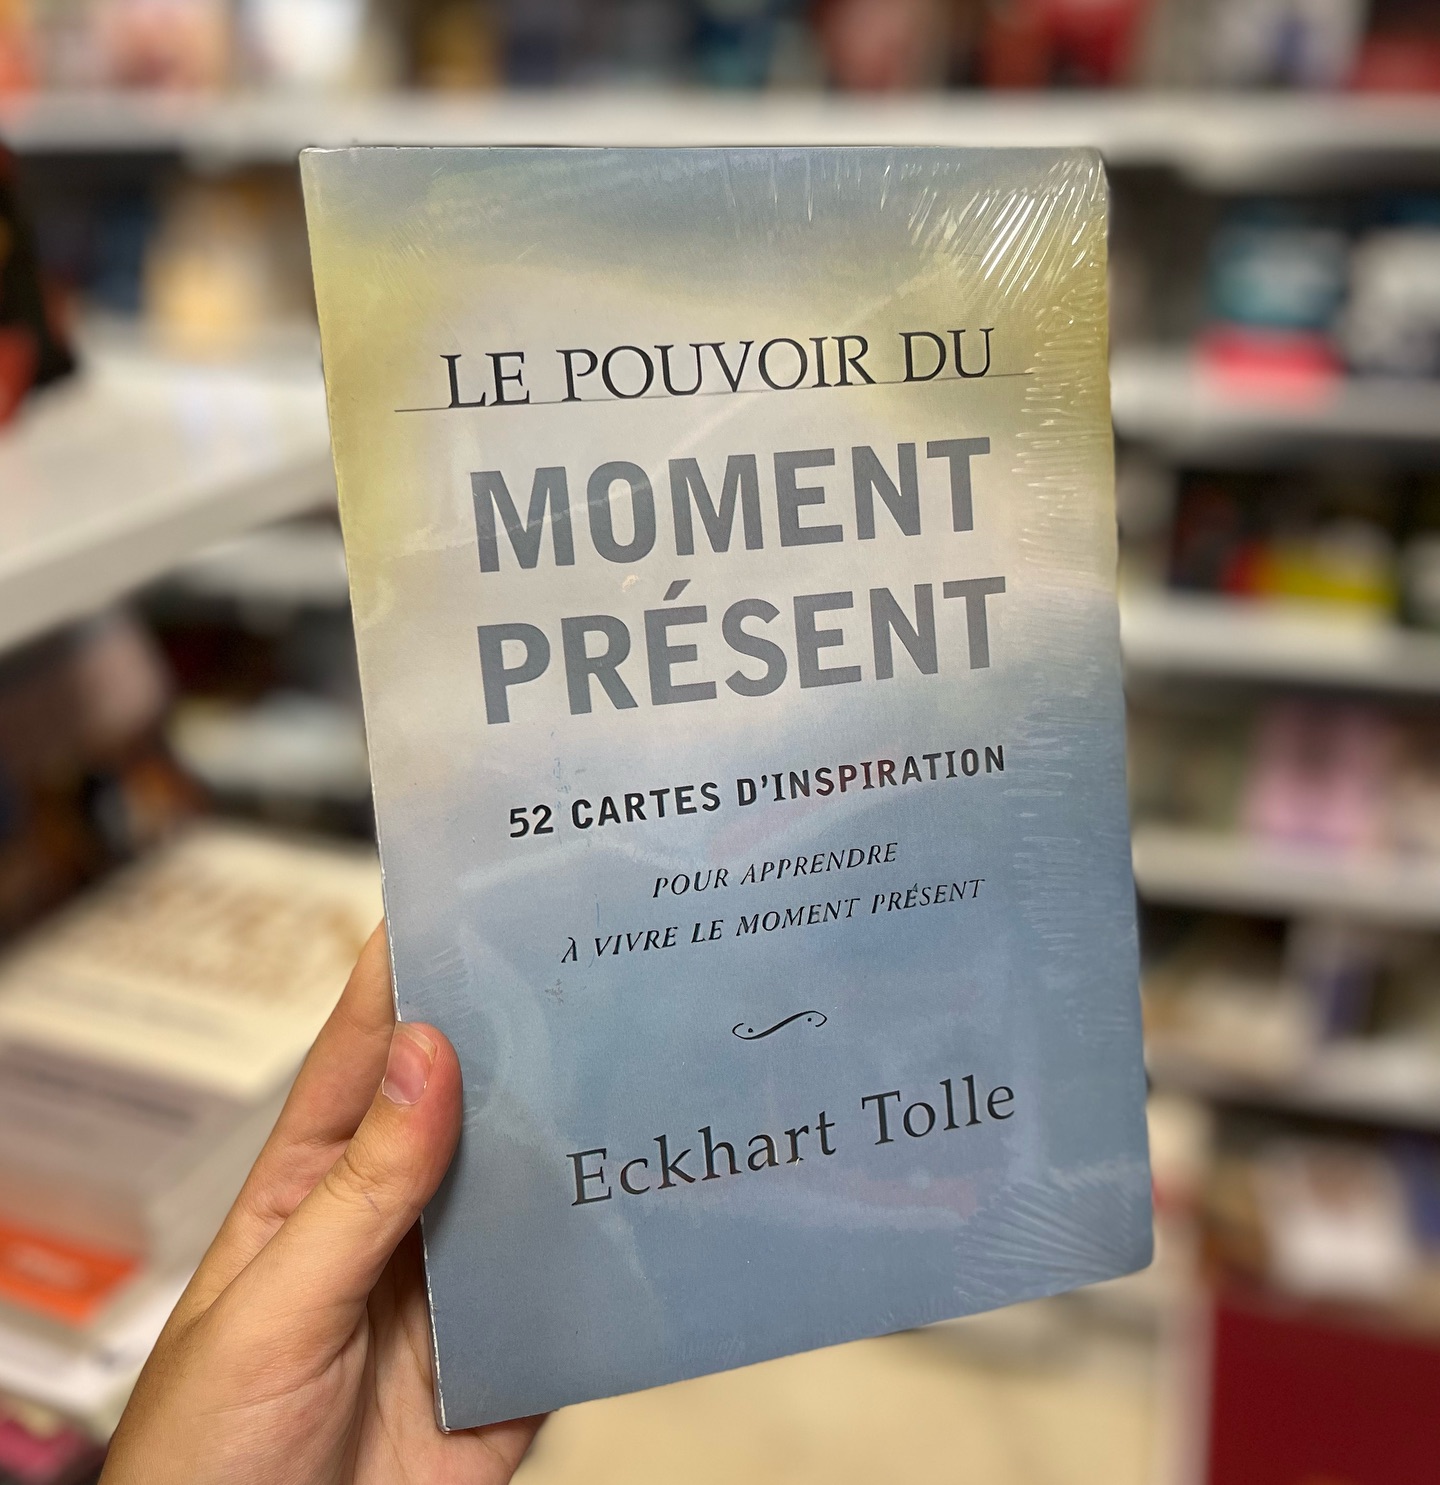 LE POUVOIR DU
MOMENT
PRÉSENT
52 CARTES D'INSPIRATION
POUR APPRENDRE
À VIVRE LE MOMENT PRÉSENT
Eckhart Tolle